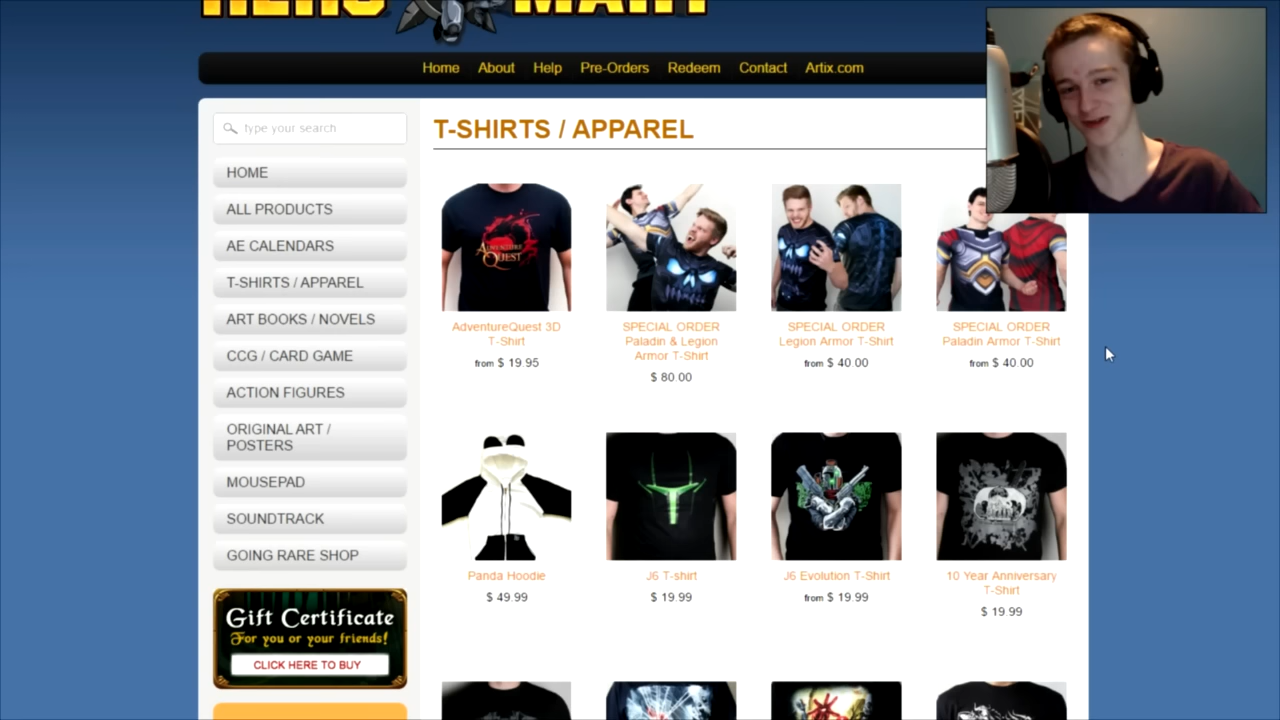 HERO MART
Home About Help Pre-Orders Redeem Contact Artix.com
type your search
HOME
ALL PRODUCTS
AE CALENDARS
T-SHIRTS / APPAREL
ART BOOKS / NOVELS
CCG / CARD GAME
ACTION FIGURES
ORIGINAL ART /
POSTERS
MOUSEPAD
SOUNDTRACK
GOING RARE SHOP
Gift Certificate
For you or your friends!
CLICK HERE TO BUY
T-SHIRTS / APPAREL
ADVENTURE
QUEST
AdventureQuest 3D
T-Shirt
from $ 19.95
SPECIAL ORDER
Paladin & Legion
Armor T-Shirt
$ 80.00
SPECIAL ORDER
Legion Armor T-Shirt
from $ 40.00
SPECIAL ORDER
Paladin Armor T-Shirt
from $ 40.00
Panda Hoodie
$ 49.99
J6 T-shirt
$ 19.99
J6 Evolution T-Shirt
from $ 19.99
10 Year Anniversary
T-Shirt
$ 19.99